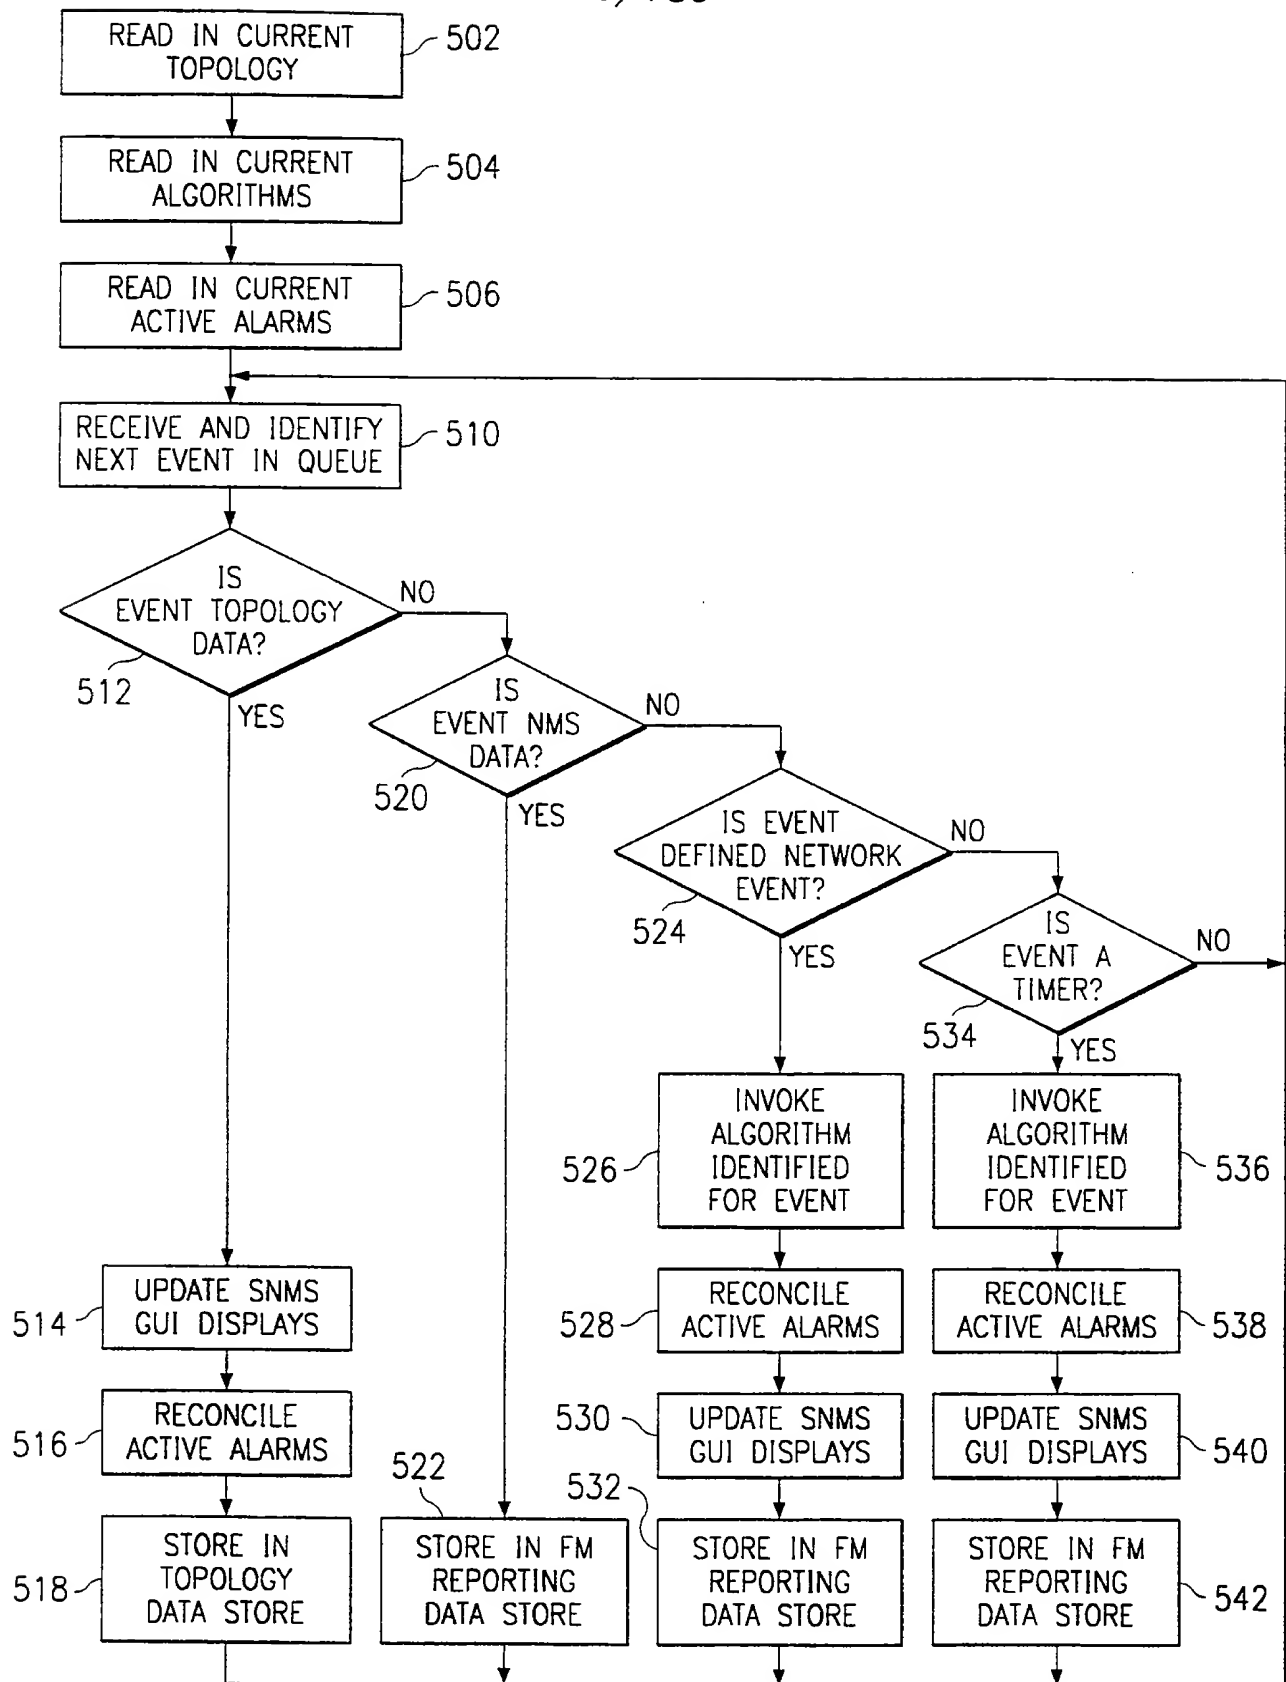 READ IN CURRENT
TOPOLOGY
502
READ IN CURRENT
ALGORITHMS
504
READ IN CURRENT
ACTIVE ALARMS
506
RECEIVE AND IDENTIFY
NEXT EVENT IN QUEUE
510
IS
EVENT TOPOLOGY
DATA?
NO
512
YES
IS
EVENT NMS
DATA?
NO
520
YES
IS EVENT
DEFINED NETWORK
EVENT?
NO
524
YES
IS
EVENT A
TIMER?
NO
534
YES
INVOKE
ALGORITHM
IDENTIFIED
FOR EVENT
526
INVOKE
ALGORITHM
IDENTIFIED
FOR EVENT
536
UPDATE SNMS
GUI DISPLAYS
514
RECONCILE
ACTIVE ALARMS
528
RECONCILE
ACTIVE ALARMS
538
RECONCILE
ACTIVE ALARMS
516
UPDATE SNMS
GUI DISPLAYS
530
UPDATE SNMS
GUI DISPLAYS
540
STORE IN
TOPOLOGY
DATA STORE
518
522
STORE IN FM
REPORTING
DATA STORE
532
STORE IN FM
REPORTING
DATA STORE
STORE IN FM
REPORTING
DATA STORE
542